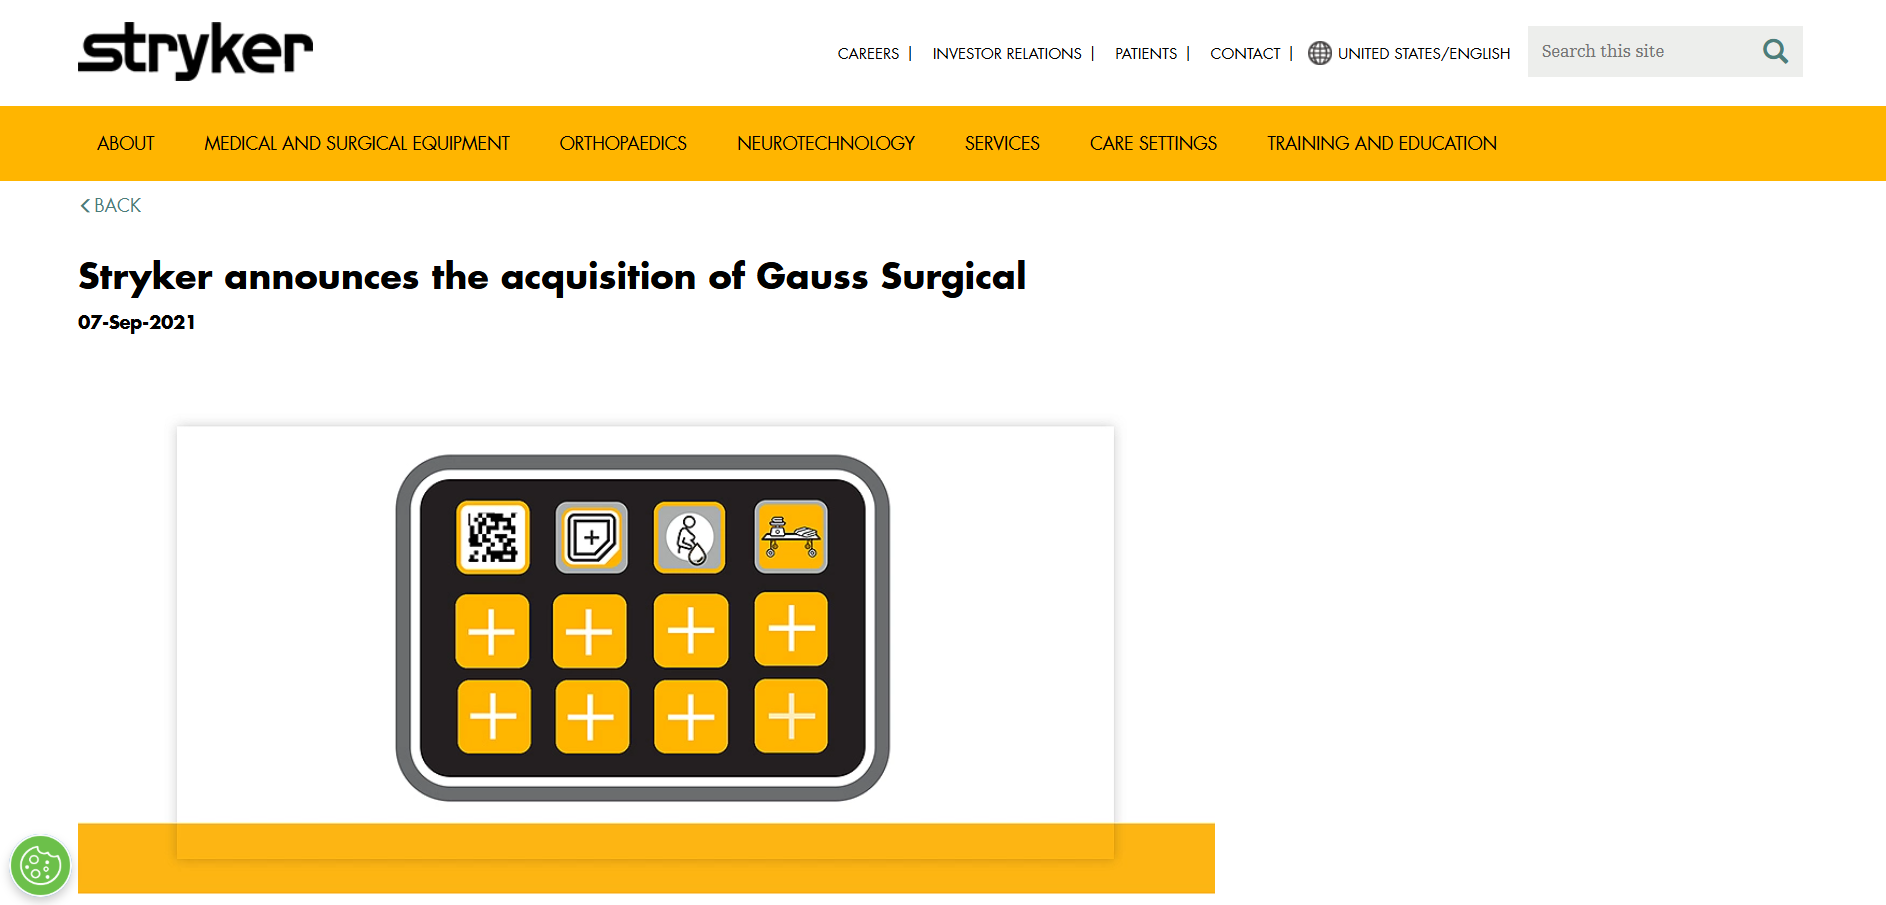 stryker
CAREERS | INVESTOR RELATIONS | PATIENTS | CONTACT | UNITED STATES/ENGLISH
Search this site
ABOUT MEDICAL AND SURGICAL EQUIPMENT ORTHOPAEDICS NEUROTECHNOLOGY SERVICES CARE SETTINGS TRAINING AND EDUCATION
BACK
Stryker announces the acquisition of Gauss Surgical
07-Sep-2021